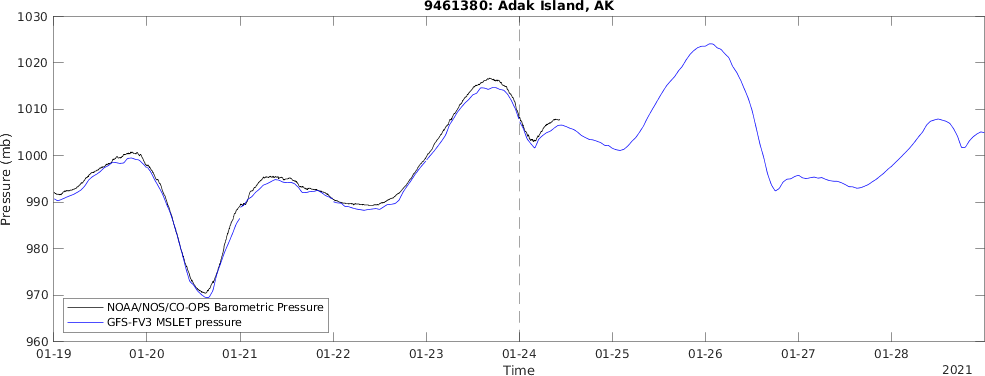 9461380: Adak Island, AK
Pressure (mb)
1030
1020
1010
1000
990
980
970
960
NOAA/NOS/CO-OPS Barometric Pressure
GFS-FV3 MSLET pressure
01-19 01-20 01-21 01-22 01-23 01-24 01-25 01-26 01-27 01-28
Time
2021